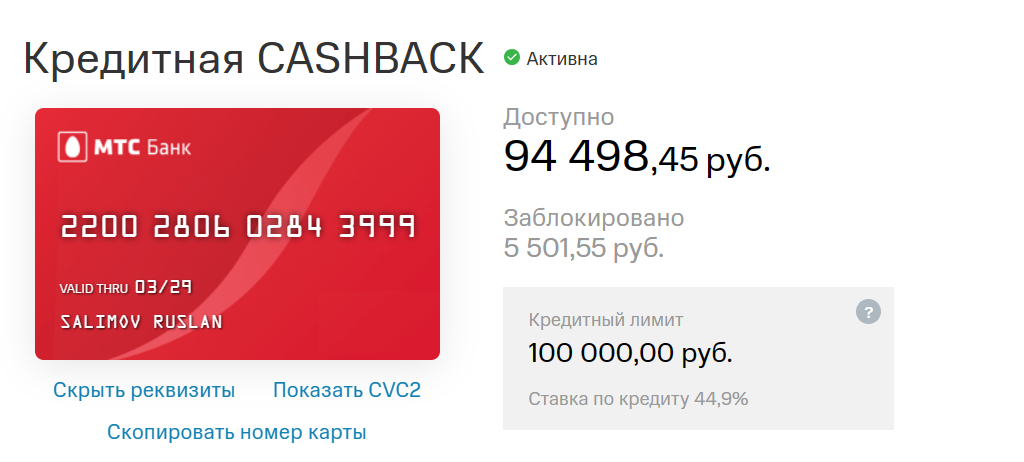 Кредитная CASHBACK
Активна
МТС Банк
2200 2806 0284 3999
VALID THRU 03/29
SALIMOV RUSLAN
Скрыть реквизиты
Показать CVC2
Скопировать номер карты
Доступно
94 498,45 руб.
Заблокировано
5 501,55 руб.
?
Кредитный лимит
100 000,00 руб.
Ставка по кредиту 44,9%